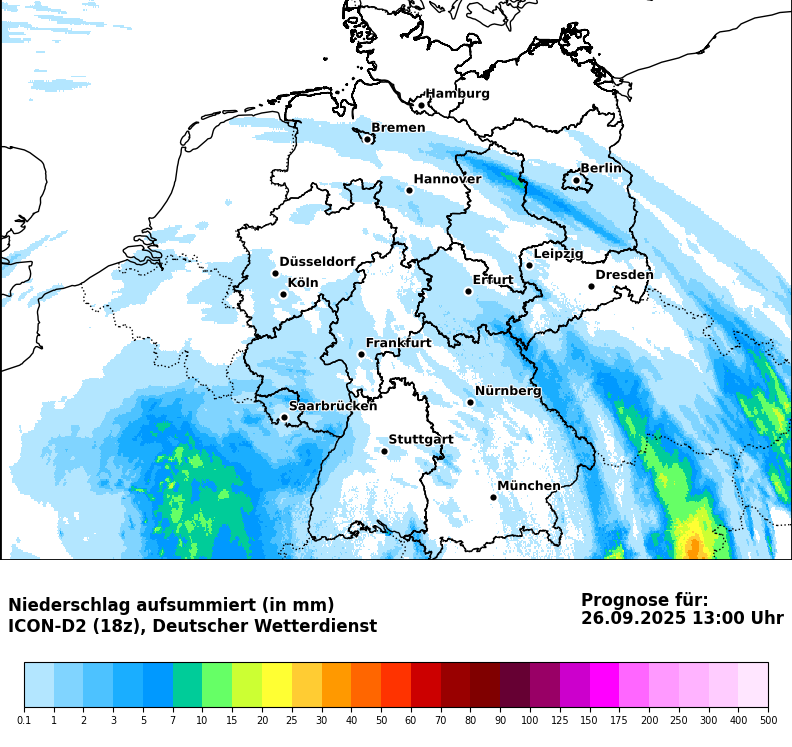 Hamburg
Bremen
Berlin
Hannover
Leipzig
Düsseldorf
Dresden
Erfurt
Köln
Frankfurt
Nürnberg
Saarbrücken
Stuttgart
München
Niederschlag aufsummiert (in mm)
ICON-D2 (18z), Deutscher Wetterdienst
Prognose für:
26.09.2025 13:00 Uhr
0.1 1 2 3 5 7 10 15 20 25 30 40 50 60 70 80 90 100 125 150 175 200 250 300 400 500